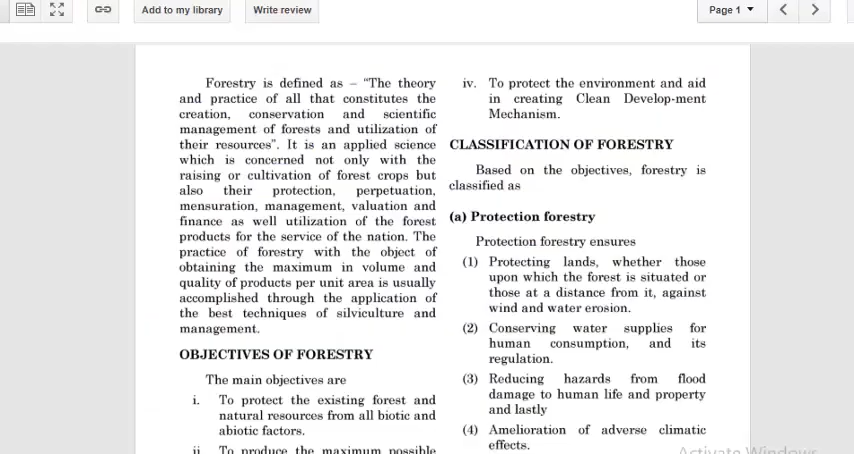 Add to my library
Write review
Page 1
Forestry is defined as – "The theory
and practice of all that constitutes the
creation, conservation and scientific
management of forests and utilization of
their resources". It is an applied science
which is concerned not only with the
raising or cultivation of forest crops but
also their protection, perpetuation,
mensuration, management, valuation and
finance as well utilization of the forest
products for the service of the nation. The
practice of forestry with the object of
obtaining the maximum in volume and
quality of products per unit area is usually
accomplished through the application of
the best techniques of silviculture and
management.
OBJECTIVES OF FORESTRY
The main objectives are
i. To protect the existing forest and
natural resources from all biotic and
abiotic factors.
ii To produce the maximum possible
iv. To protect the environment and aid
in creating Clean Develop-ment
Mechanism.
CLASSIFICATION OF FORESTRY
Based on the objectives, forestry is
classified as
(a) Protection forestry
Protection forestry ensures
(1) Protecting lands, whether those
upon which the forest is situated or
those at a distance from it, against
wind and water erosion.
(2) Conserving water supplies for
human consumption, and its
regulation.
(3) Reducing hazards from flood
damage to human life and property
and lastly
(4) Amelioration of adverse climatic
effects.
Activate Windows